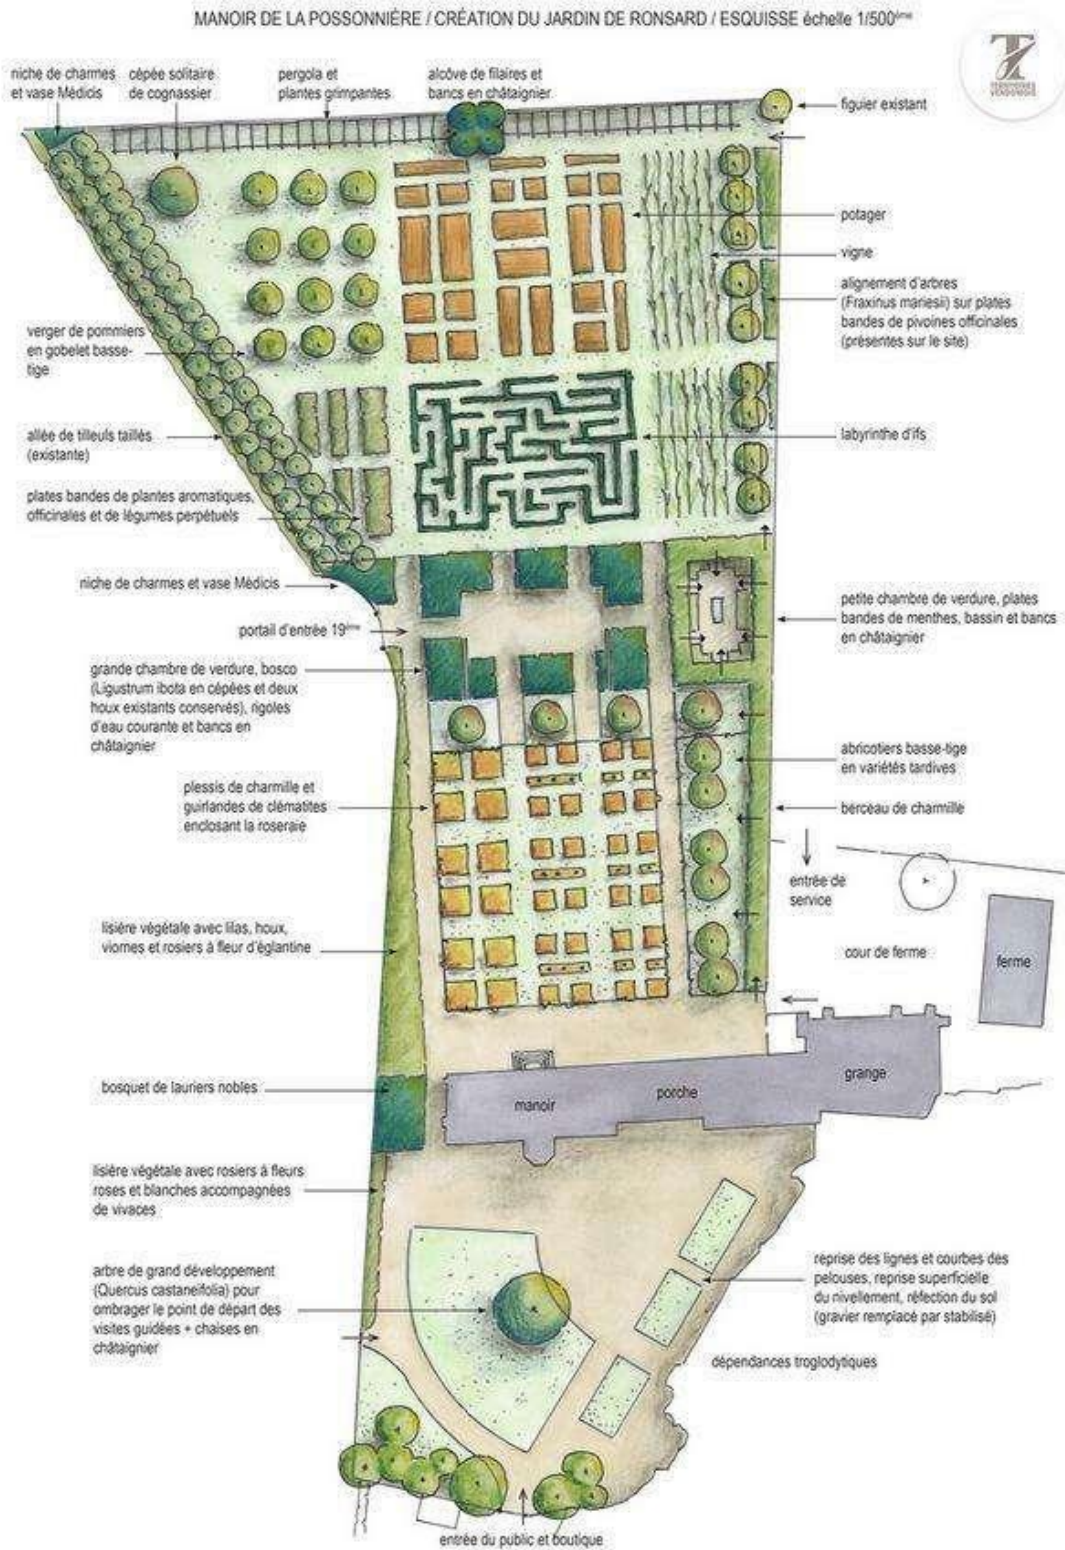 MANOIR DE LA POSSONNIÈRE / CRÉATION DU JARDIN DE RONSARD / ESQUISSE échelle 1/500ème
T
TERRITOIRES
VENDÔMOIS
niche de charmes
et vase Médicis
cépée solitaire
de cognassier
pergola et
plantes grimpantes
alcôve de filaires et
bancs en châtaignier
figuier existant
potager
vigne
alignement d'arbres
(Fraxinus mariesii) sur plates
bandes de pivoines officinales
(présentes sur le site)
verger de pommiers
en gobelet basse-
tige
allée de tilleuls taillés
(existante)
labyrinthe d'ifs
plates bandes de plantes aromatiques,
officinales et de légumes perpétuels
niche de charmes et vase Médicis
petite chambre de verdure, plates
bandes de menthes, bassin et bancs
en châtaignier
portail d'entrée 19ème
grande chambre de verdure, bosco
(Ligustrum ibota en cépées et deux
houx existants conservés), rigoles
d'eau courante et bancs en
châtaignier
abricotiers basse-tige
en variétés tardives
plessis de charmille et
guirlandes de clématites
enclosant la roseraie
berceau de charmille
entrée de
service
lisière végétale avec lilas, houx,
viornes et rosiers à fleur d'églantine
cour de ferme
ferme
bosquet de lauriers nobles
manoir
porche
grange
lisière végétale avec rosiers à fleurs
roses et blanches accompagnées
de vivaces
arbre de grand développement
(Quercus castaneifolia) pour
ombrager le point de départ des
visites guidées + chaises en
châtaignier
reprise des lignes et courbes des
pelouses, reprise superficielle
du nivellement, réfection du sol
(gravier remplacé par stabilisé)
dépendances troglodytiques
entrée du public et boutique